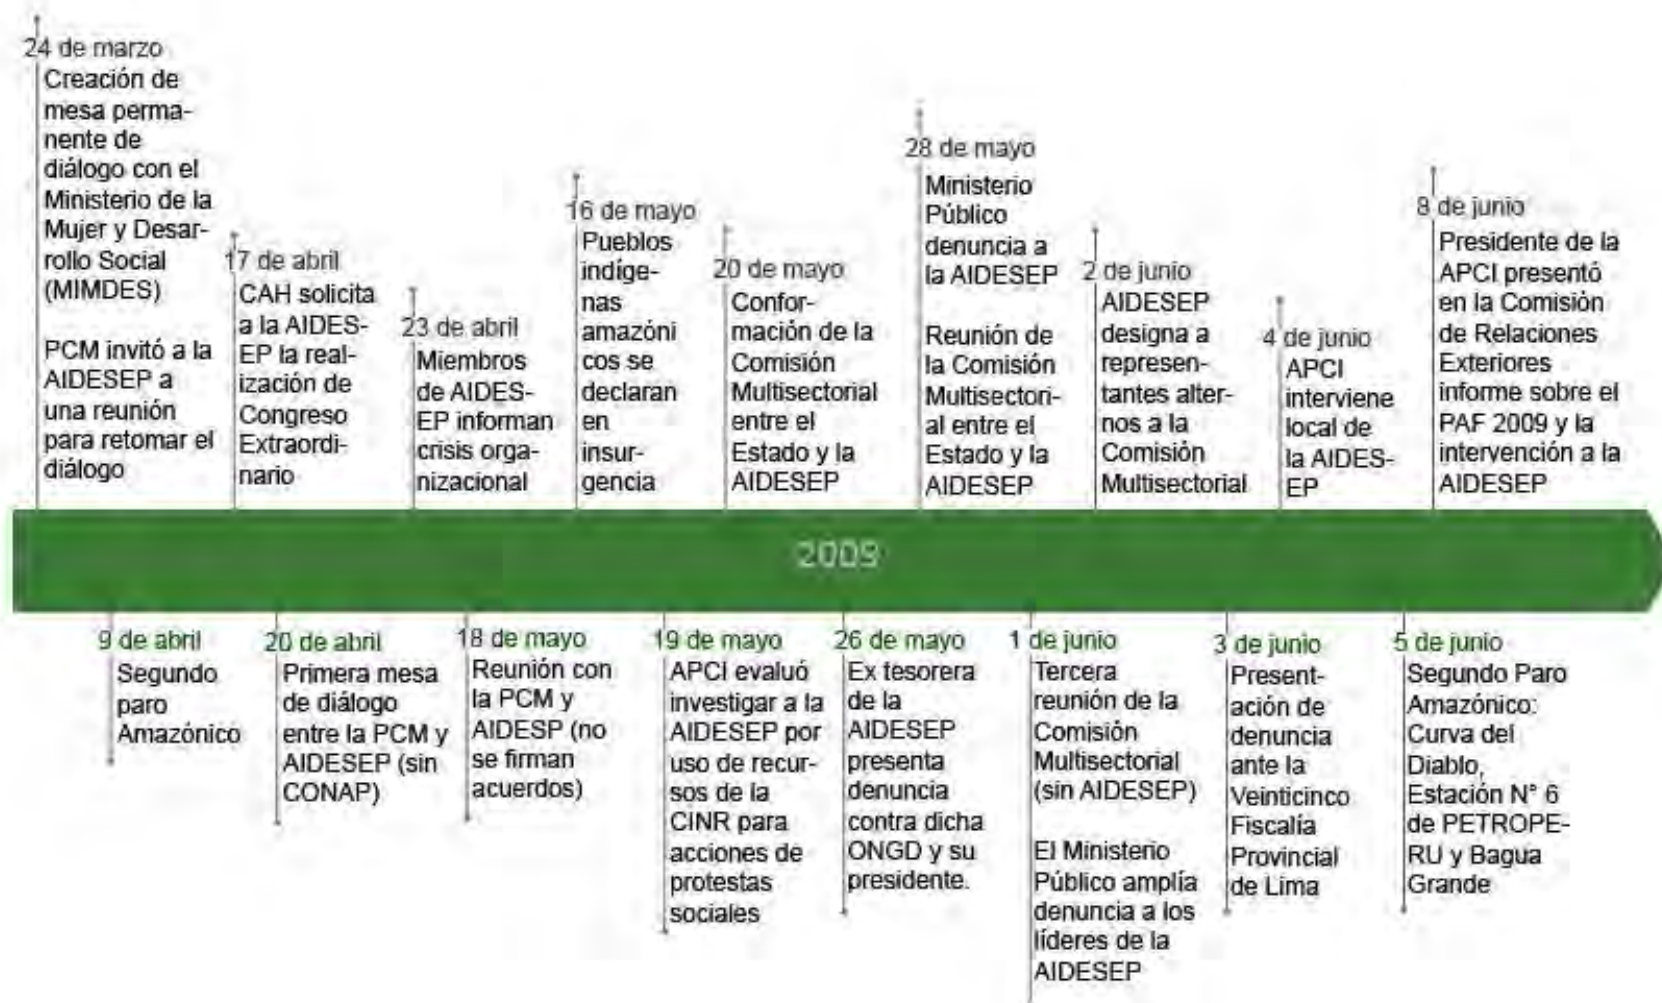 24 de marzo
Creación de
mesa perma-
nente de
diálogo con el
Ministerio de la
Mujer y Desar-
rollo Social
(MIMDES)
PCM invitó a la
AIDESEP a
una reunión
para retomar el
diálogo
17 de abril
CAH solicita
a la AIDES-
EP la real-
ización de
Congreso
Extraordi-
nario
23 de abril
Miembros
de AIDES-
EP informan
crisis orga-
nizacional
16 de mayo
Pueblos
indíge-
nas
amazóni
cos se
declaran
en
insur-
gencia
20 de mayo
Confor-
mación de la
Comisión
Multisectorial
entre el
Estado y la
AIDESEP
28 de mayo
Ministerio
Público
denuncia a
la AIDESEP
Reunión de
la Comisión
Multisectori-
al entre el
Estado y la
AIDESEP
2 de junio
AIDESEP
designa a
represen-
tantes alter-
nos a la
Comisión
Multisectorial
4 de junio
APCI
interviene
local de
la AIDES-
EP
8 de junio
Presidente de la
APCI presentó
en la Comisión
de Relaciones
Exteriores
informe sobre el
PAF 2009 y la
intervención a la
AIDESEP
2009
9 de abril
Segundo
paro
Amazónico
20 de abril
Primera mesa
de diálogo
entre la PCM y
AIDESEP (sin
CONAP)
18 de mayo
Reunión con
la PCM y
AIDESP (no
se firman
acuerdos)
19 de mayo
APCI evaluó
investigar a la
AIDESEP por
uso de recur-
sos de la
CINR para
acciones de
protestas
sociales
26 de mayo
Ex tesorera
de la
AIDESEP
presenta
denuncia
contra dicha
ONGD y su
presidente.
1 de junio
Tercera
reunión de la
Comisión
Multisectorial
(sin AIDESEP)
El Ministerio
Público amplía
denuncia a los
líderes de la
AIDESEP
3 de junio
Present-
ación de
denuncia
ante la
Veinticinco
Fiscalía
Provincial
de Lima
5 de junio
Segundo Paro
Amazónico:
Curva del
Diablo,
Estación N° 6
de PETROPE-
RU y Bagua
Grande